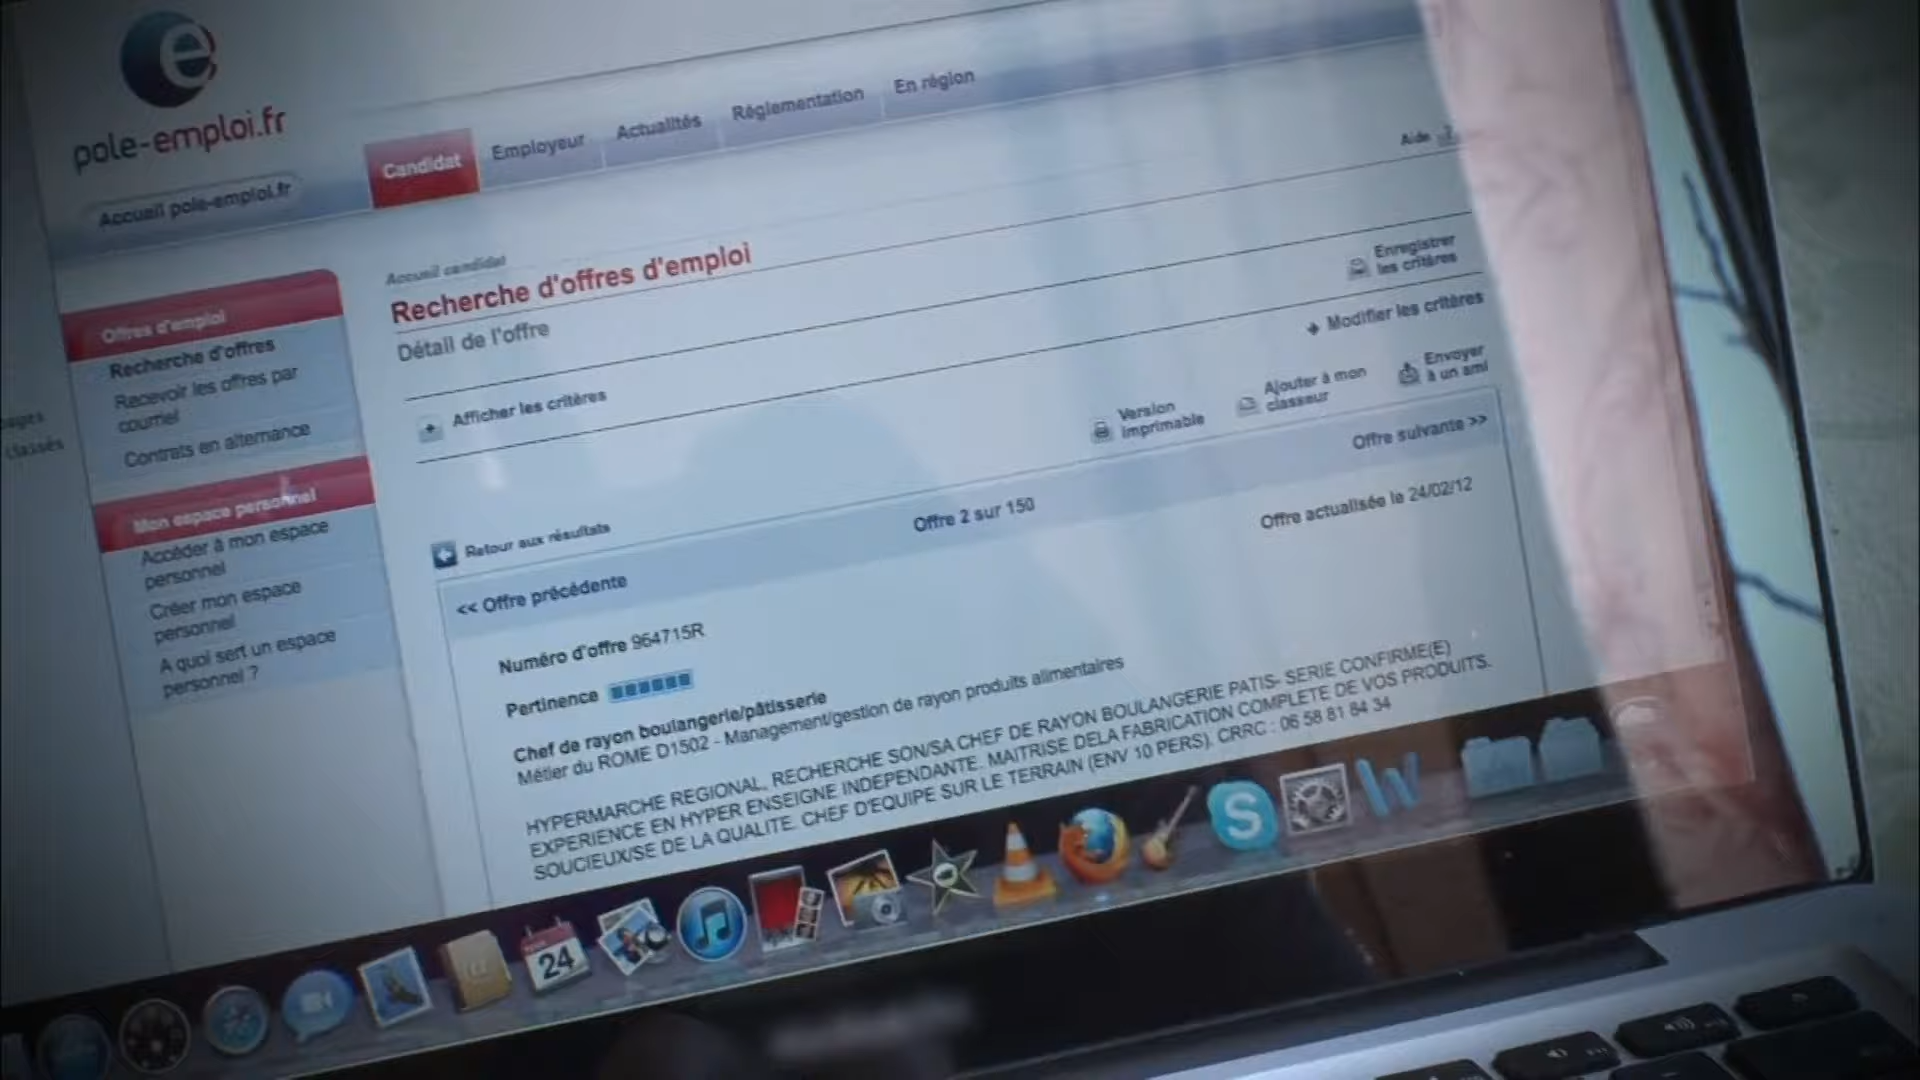 pole-emploi.fr
Accueil pole-emploi.fr
Candidat
Employeur
Actualités
Réglementation
En région
Aide ?
Offres d'emploi
Recherche d'offres
Recevoir les offres par
courriel
Contrats en alternance
Mon espace personnel
Accéder à mon espace
personnel
Créer mon espace
personnel
A quoi sert un espace
personnel ?
classés
Accueil candidat
Recherche d'offres d'emploi
Détail de l'offre
Enregistrer
les critères
Afficher les critères
Modifier les critères
Version
imprimable
Ajouter à mon
classeur
Envoyer
à un ami
Retour aux résultats
Offre 2 sur 150
Offre suivante >>
<< Offre précédente
Offre actualisée le 24/02/12
Numéro d'offre 964715R
Pertinence
Chef de rayon boulangerie/pâtisserie
Métier du ROME D1502 - Management/gestion de rayon produits alimentaires
HYPERMARCHE REGIONAL, RECHERCHE SON/SA CHEF DE RAYON BOULANGERIE PATIS- SERIE CONFIRME(E)
EXPERIENCE EN HYPER ENSEIGNE INDEPENDANTE. MAITRISE DELA FABRICATION COMPLETE DE VOS PRODUITS.
SOUCIEUX/SE DE LA QUALITE. CHEF D'EQUIPE SUR LE TERRAIN (ENV 10 PERS). CRRC : 06 58 81 84 34
24